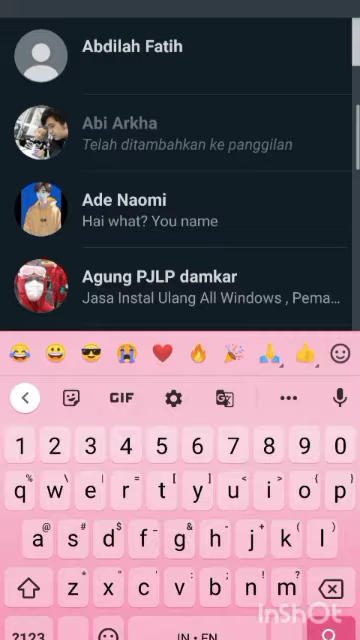 Abdilah Fatih
Abi Arkha
Telah ditambahkan ke panggilan
Ade Naomi
Hai what? You name
Agung PJLP damkar
Jasa Instal Ulang All Windows , Pema...
GIF
1 2 3 4 5 6 7 8 9 0
% \ | = [ ] < > { }
q w e r t y u i o p
@ # $ - & - + ( )
a s d f g h j k l
* " ' : ; ! ?
z x c v b n m
?123 IN • EN
InShOt